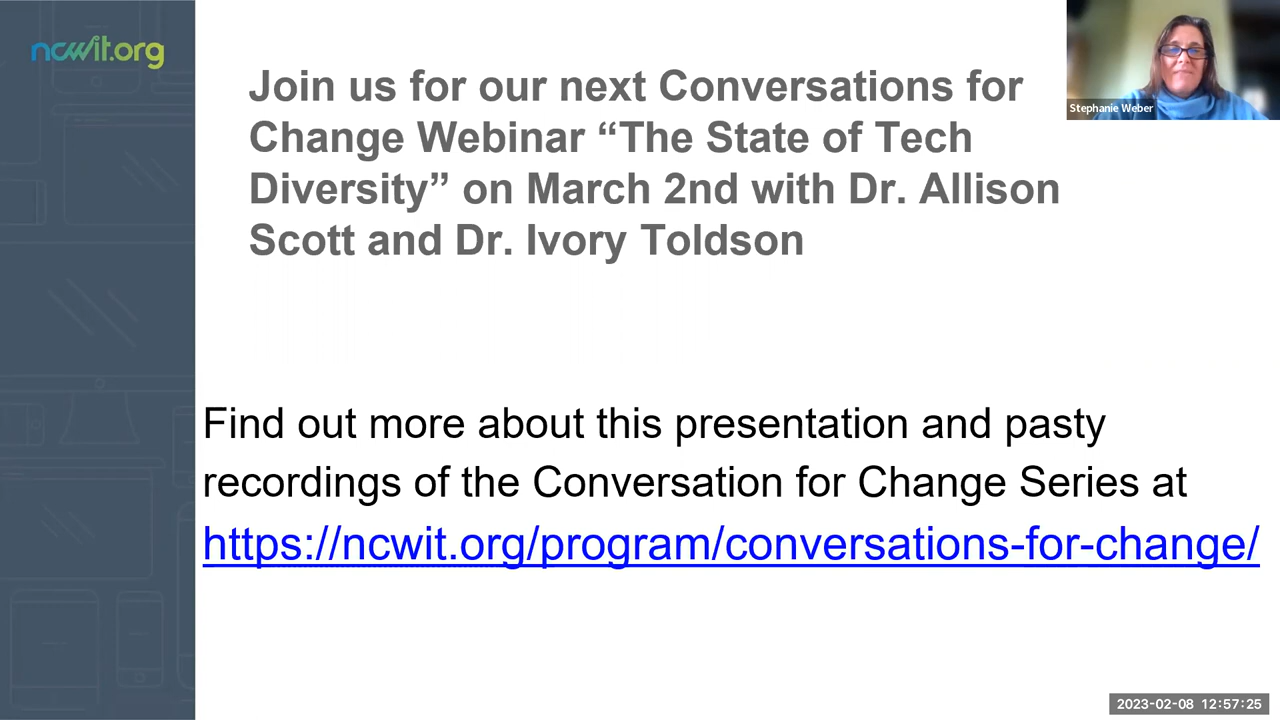 ncwit.org
Join us for our next Conversations for
Change Webinar “The State of Tech
Diversity” on March 2nd with Dr. Allison
Scott and Dr. Ivory Toldson
Stephanie Weber
Find out more about this presentation and pasty
recordings of the Conversation for Change Series at
https://ncwit.org/program/conversations-for-change/
2023-02-08 12:57:25